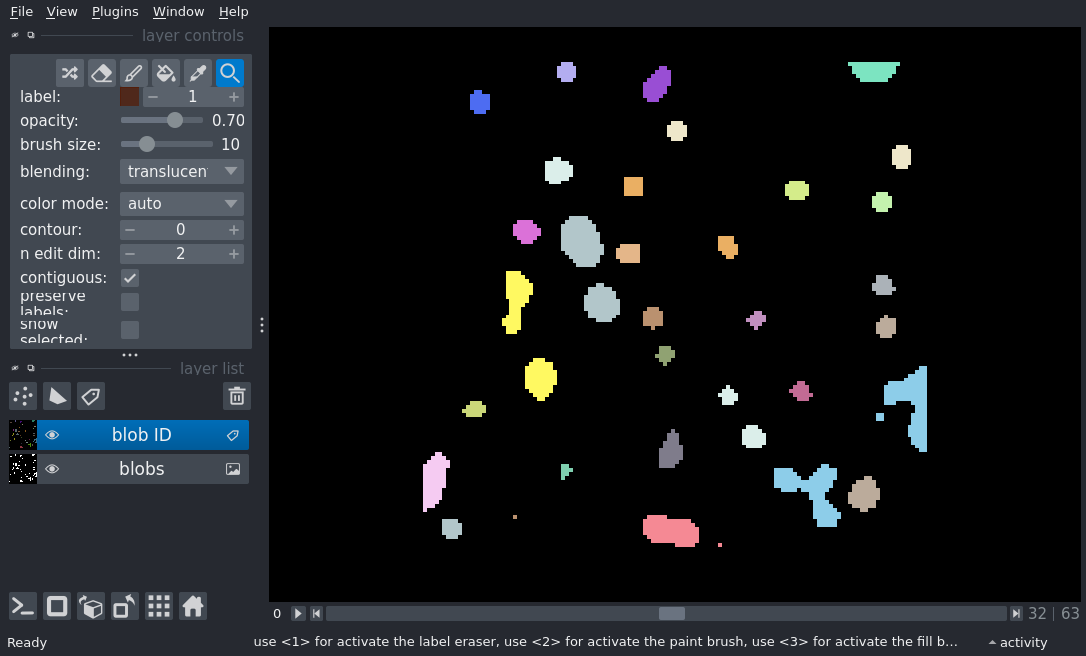 File View Plugins Window Help
layer controls
label: 1
opacity: 0.70
brush size: 10
blending: translucen
color mode: auto
contour: 0
n edit dim: 2
contiguous:
preserve
labels:
show
selected:
layer list
blob ID
blobs
0 32 63
Ready use <1> for activate the label eraser, use <2> for activate the paint brush, use <3> for activate the fill b... activity